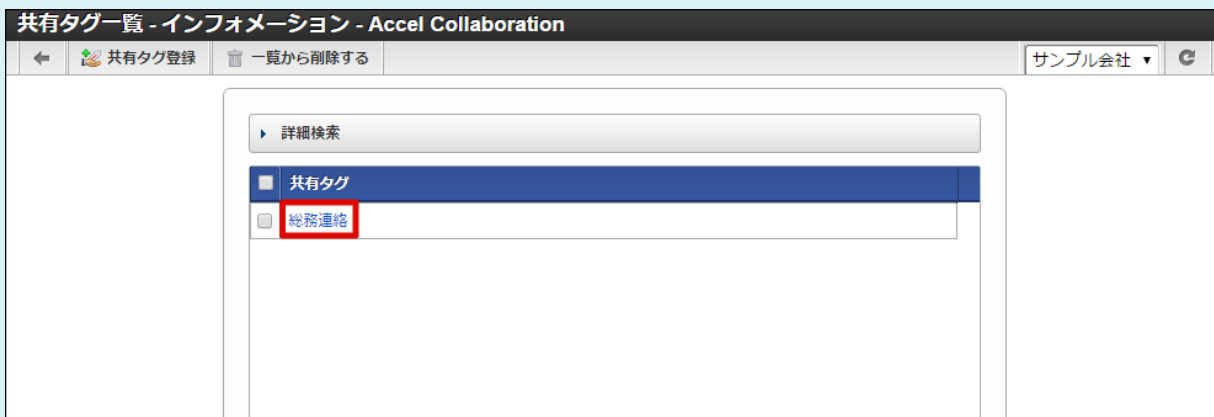 共有タグ一覧 - インフォメーション - Accel Collaboration
共有タグ登録 一覧から削除する サンプル会社
詳細検索
共有タグ
総務連絡